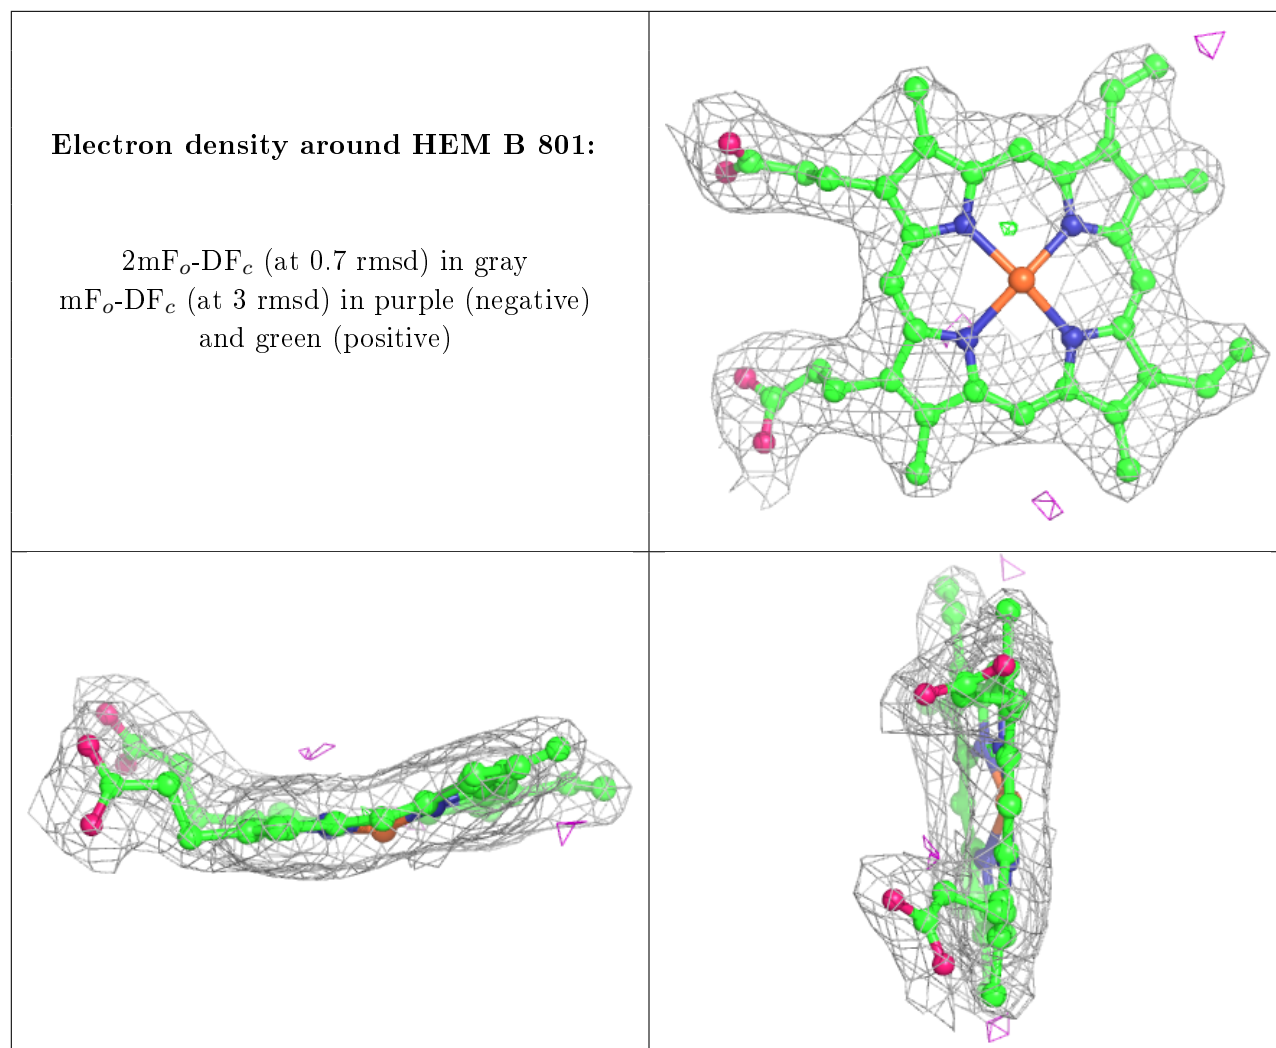 Electron density around HEM B 801:
2mFₒ-DF𝒸 (at 0.7 rmsd) in gray
mFₒ-DF𝒸 (at 3 rmsd) in purple (negative)
and green (positive)